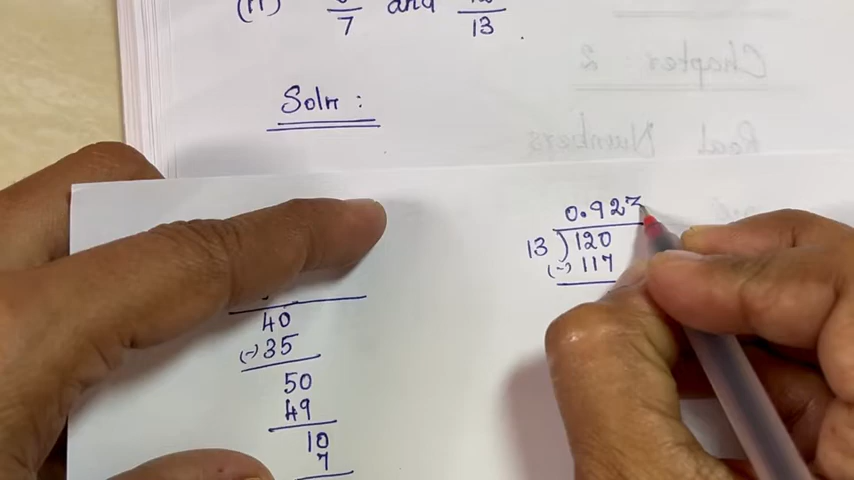 (ii) /7 and /13 .
Soln :
0.923
13 ) 120
(-) 117
40
(-) 35
50
49
10
7
Chapter : 2
Real Numbers